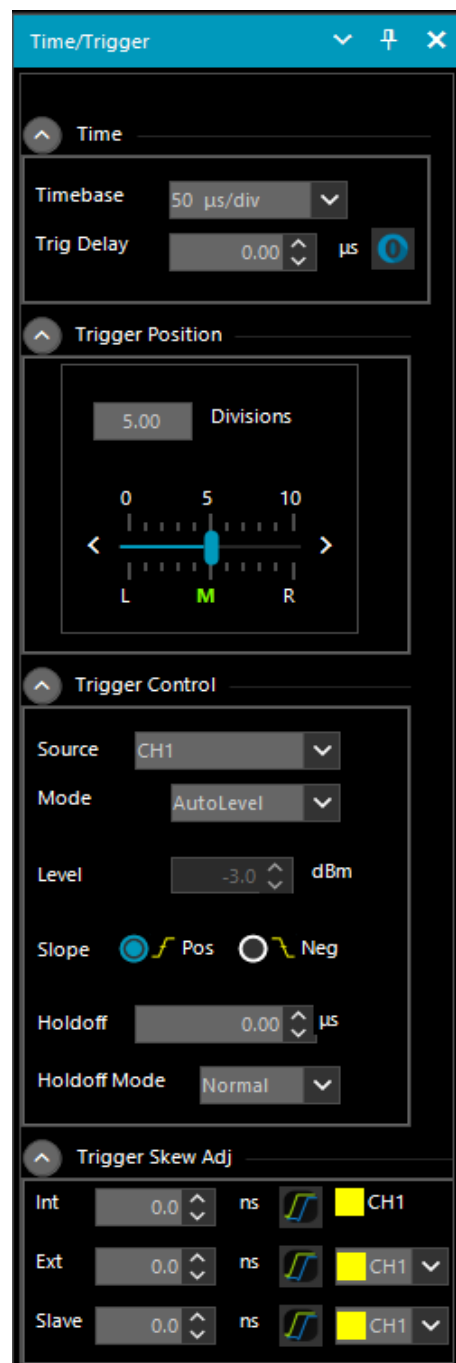 Time/Trigger
Time
Timebase 50 µs/div
Trig Delay 0.00 µs
Trigger Position
5.00 Divisions
0 5 10
L M R
Trigger Control
Source CH1
Mode AutoLevel
Level -3.0 dBm
Slope Pos Neg
Holdoff 0.00 µs
Holdoff Mode Normal
Trigger Skew Adj
Int 0.0 ns CH1
Ext 0.0 ns CH1
Slave 0.0 ns CH1